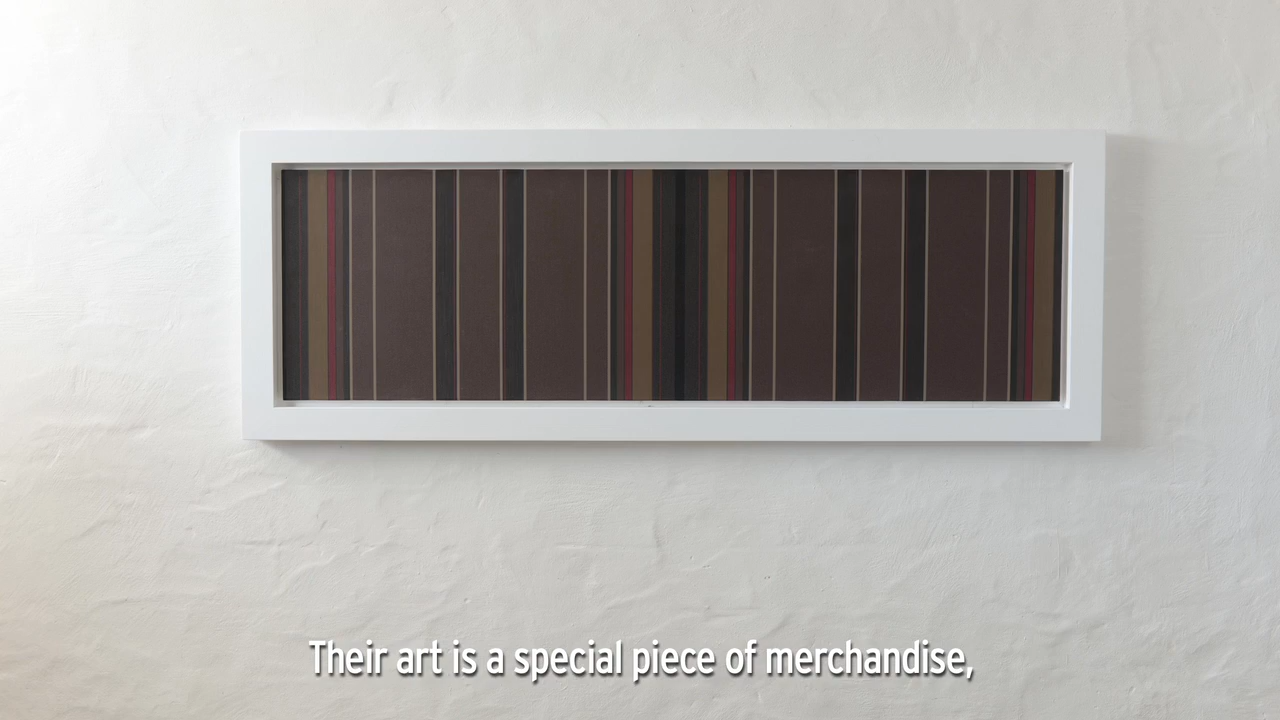 Their art is a special piece of merchandise,